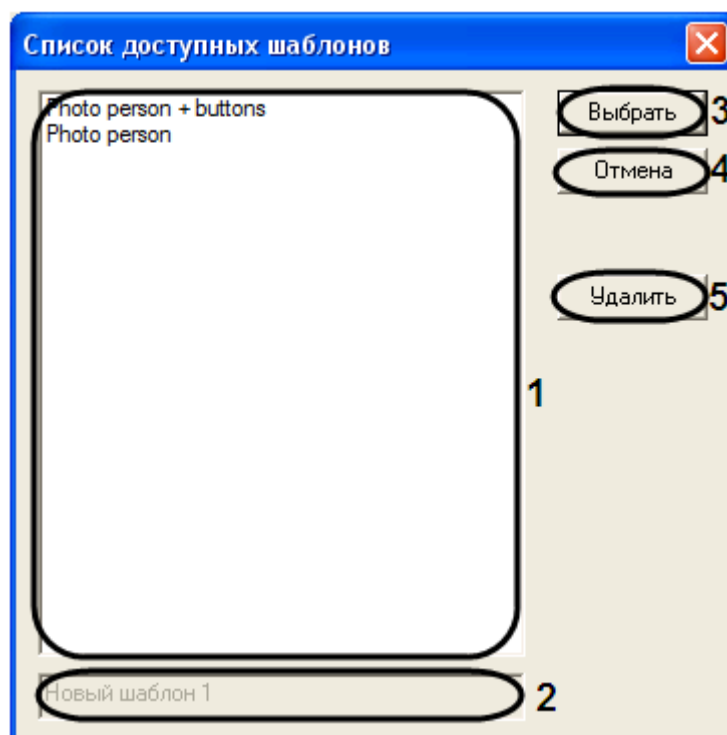 Список доступных шаблонов
Photo person + buttons
Photo person
Выбрать 3
Отмена 4
Удалить 5
1
Новый шаблон 1 2